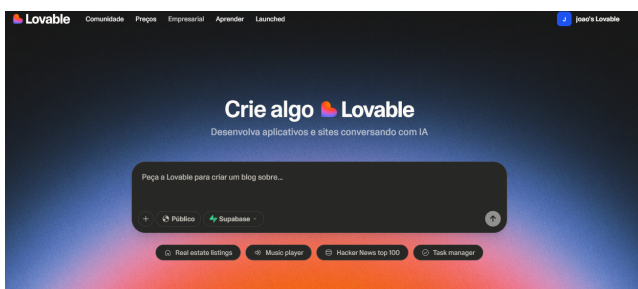 Lovable Comunidade Preços Empresarial Aprender Launched J joao's Lovable
Crie algo Lovable
Desenvolva aplicativos e sites conversando com IA
Peça a Lovable para criar um blog sobre...
+ Público Supabase
Real estate listings Music player Hacker News top 100 Task manager